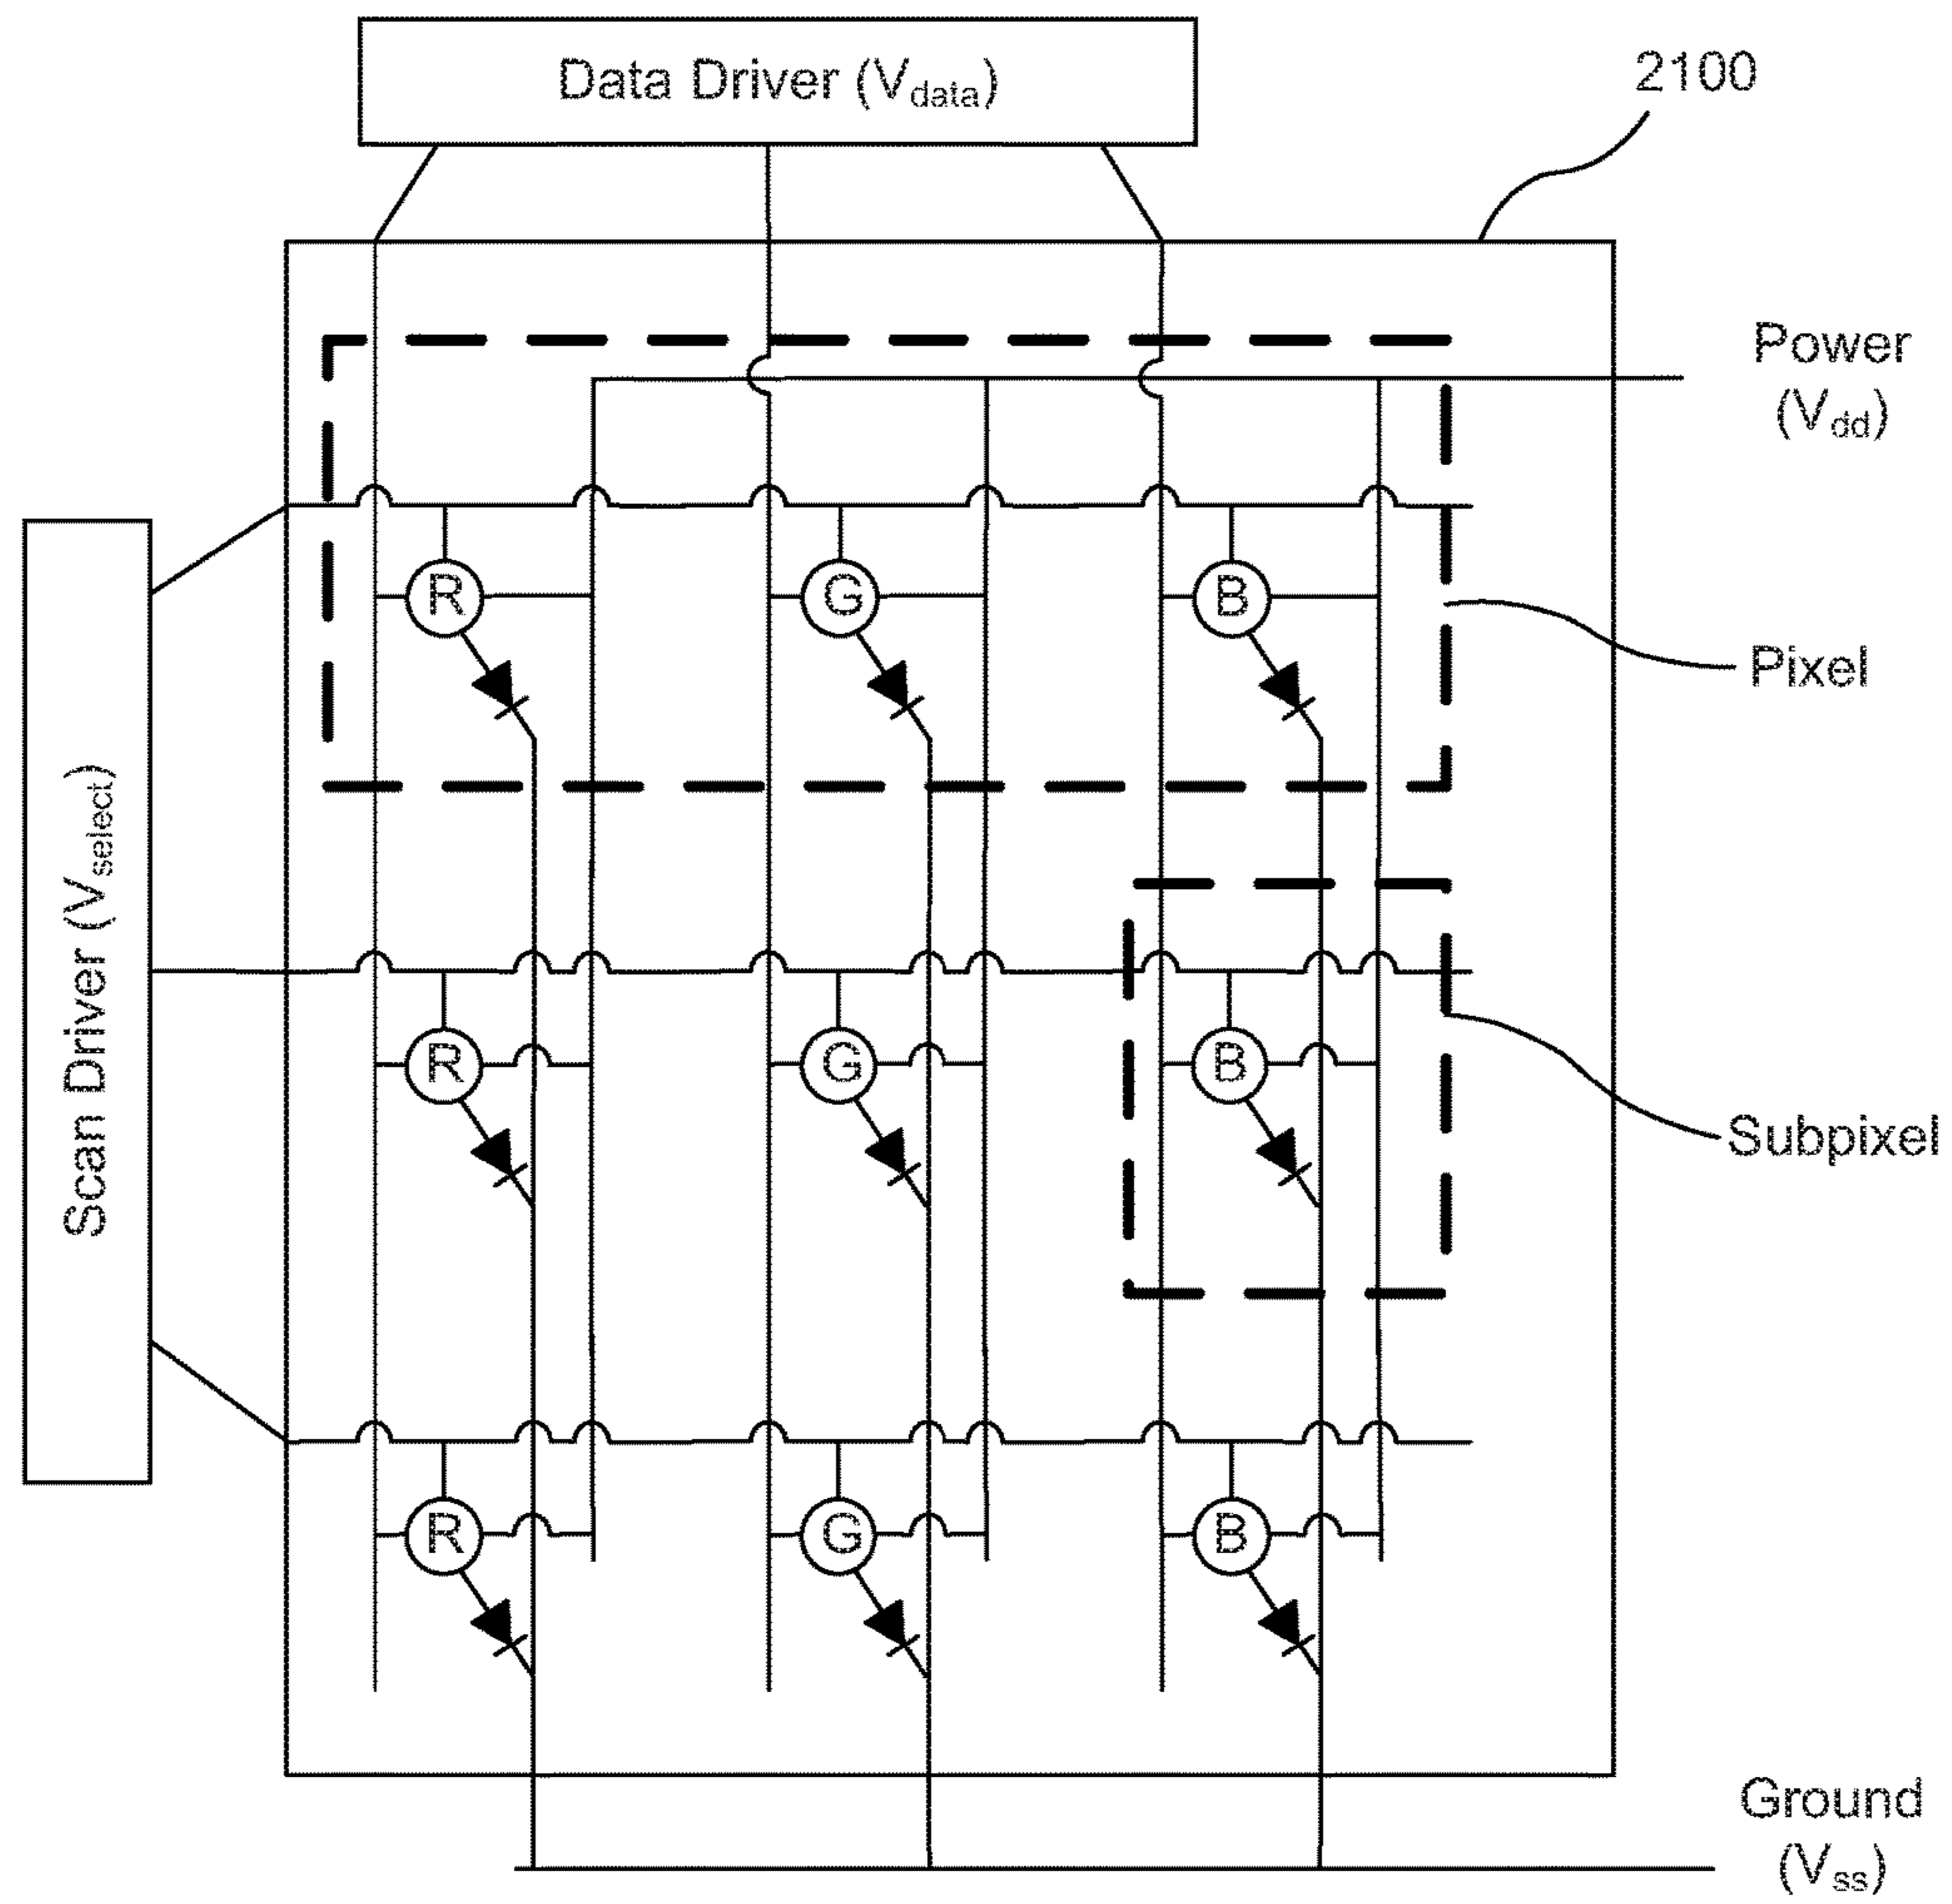 Data Driver (Vdata)
2100
Power
(Vdd)
R G B
Pixel
Scan Driver (Vselect)
R G B
Subpixel
R G B
Ground
(Vss)